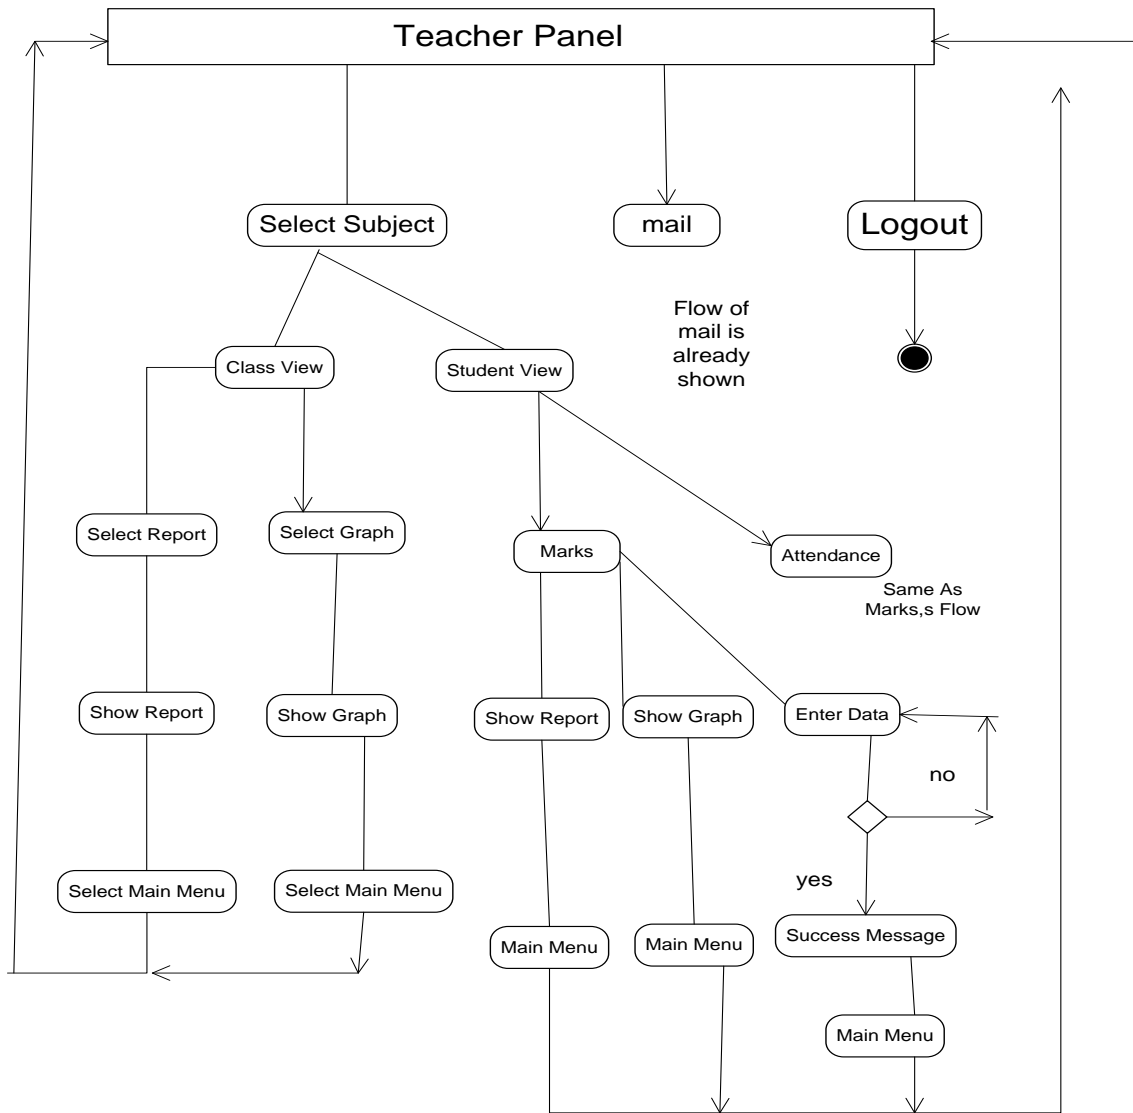 Teacher Panel
Select Subject
mail
Logout
Flow of
mail is
already
shown
Class View
Student View
Select Report
Select Graph
Marks
Attendance
Same As
Marks,s Flow
Show Report
Show Graph
Show Report
Show Graph
Enter Data
no
yes
Select Main Menu
Select Main Menu
Main Menu
Main Menu
Success Message
Main Menu